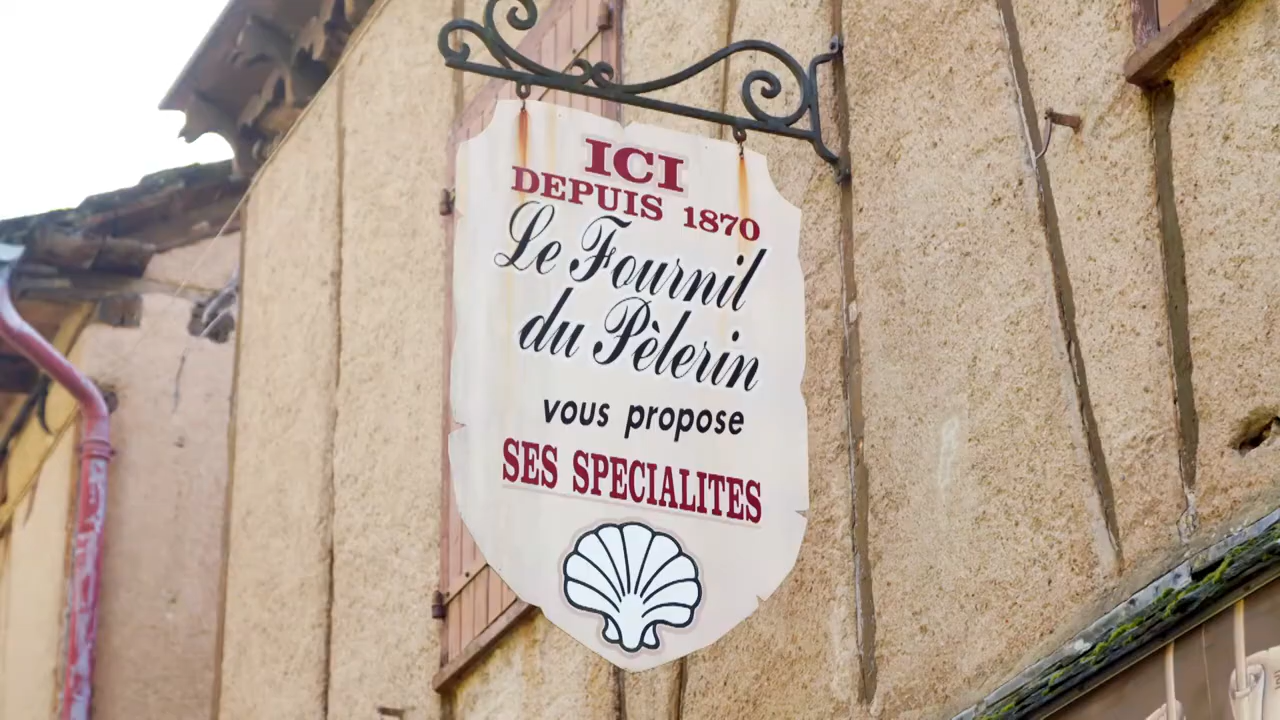 ICI
DEPUIS 1870
Le Fournil
du Pèlerin
vous propose
SES SPECIALITES